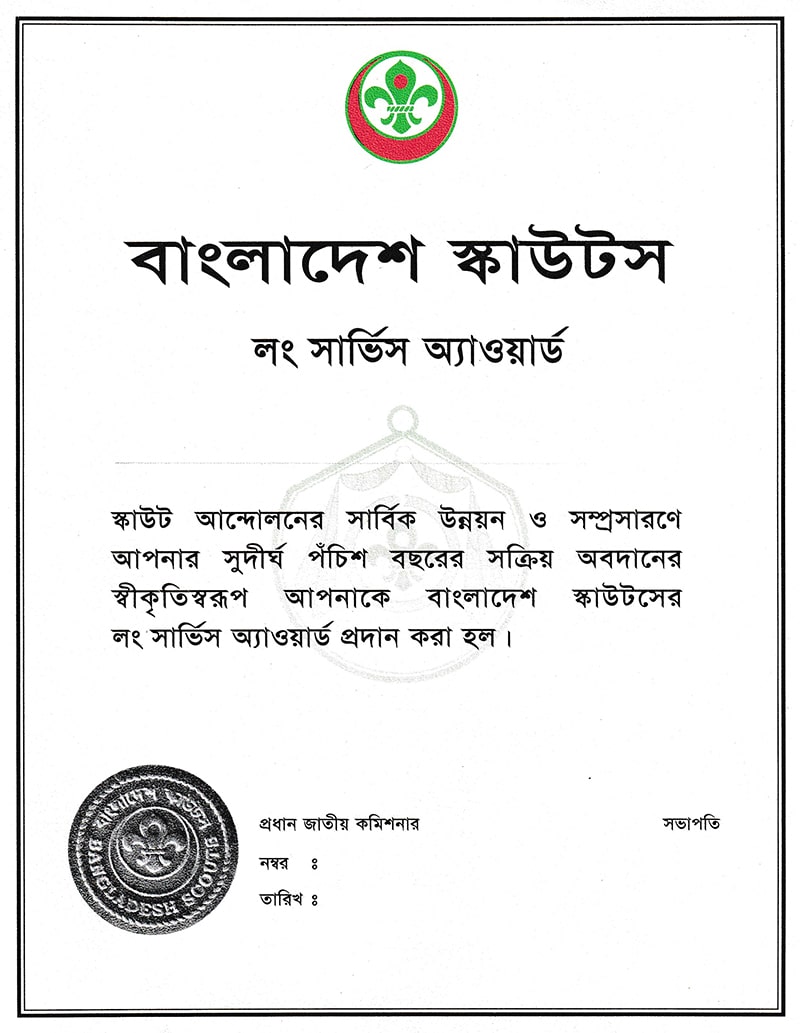 বাংলাদেশ স্কাউটস
লং সার্ভিস অ্যাওয়ার্ড
স্কাউট আন্দোলনের সার্বিক উন্নয়ন ও সম্প্রসারণে
আপনার সুদীর্ঘ পঁচিশ বছরের সক্রিয় অবদানের
স্বীকৃতিস্বরূপ আপনাকে বাংলাদেশ স্কাউটসের
লং সার্ভিস অ্যাওয়ার্ড প্রদান করা হল।
বাংলাদেশ স্কাউটস
BANGLADESH SCOUTS
প্রধান জাতীয় কমিশনার
সভাপতি
নম্বর :
তারিখ :